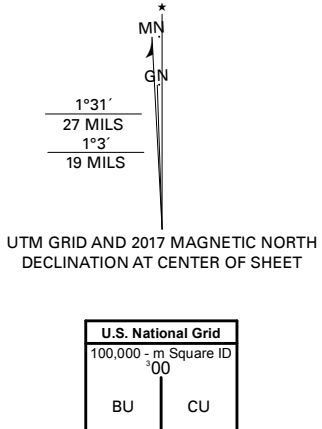 ★
MN
GN
1°31´
27 MILS
1°3´
19 MILS
UTM GRID AND 2017 MAGNETIC NORTH
DECLINATION AT CENTER OF SHEET
U.S. National Grid
100,000 - m Square ID
³00
BU CU